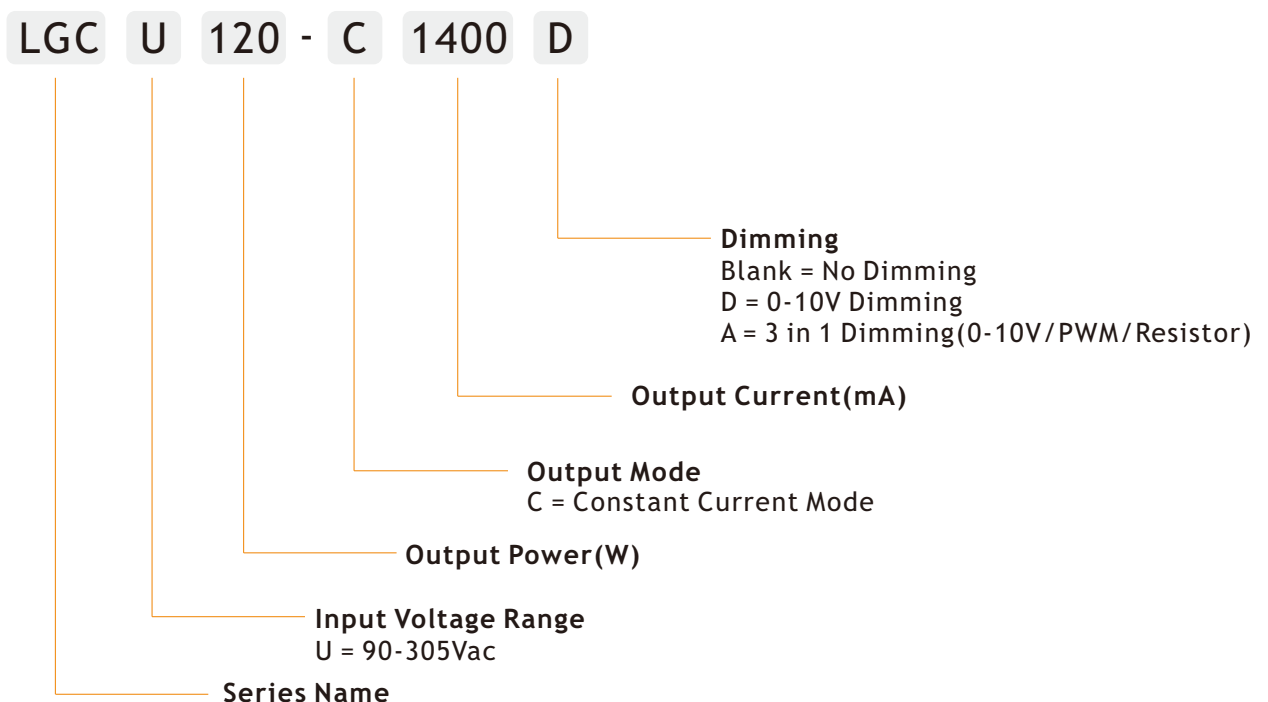 LGC U 120 - C 1400 D
Dimming
Blank = No Dimming
D = 0-10V Dimming
A = 3 in 1 Dimming(0-10V/PWM/Resistor)
Output Current(mA)
Output Mode
C = Constant Current Mode
Output Power(W)
Input Voltage Range
U = 90-305Vac
Series Name